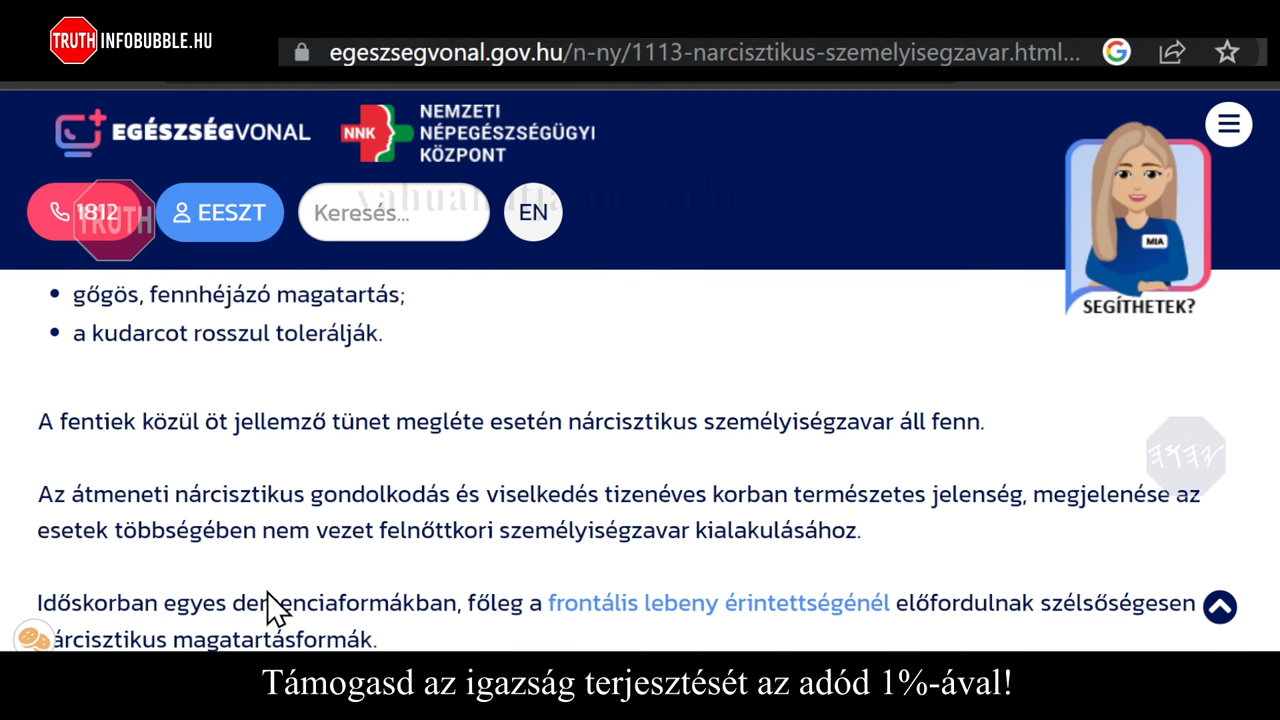 TRUTH INFOBUBBLE.HU
egeszsegvonal.gov.hu/n-ny/1113-narcisztikus-szemelyisegzavar.html...
EGÉSZSÉGVONAL
NNK
NEMZETI
NÉPEGÉSZSÉGÜGYI
KÖZPONT
1812
TRUTH
EESZT
Keresés...
EN
MIA
SEGÍTHETEK?
• gőgös, fennhéjázó magatartás;
• a kudarcot rosszul tolerálják.
A fentiek közül öt jellemző tünet megléte esetén nárcisztikus személyiségzavar áll fenn.
Az átmeneti nárcisztikus gondolkodás és viselkedés tizenéves korban természetes jelenség, megjelenése az
esetek többségében nem vezet felnőttkori személyiségzavar kialakulásához.
Időskorban egyes demenciaformákban, főleg a frontális lebeny érintettségénél előfordulnak szélsőségesen
nárcisztikus magatartásformák.
Támogasd az igazság terjesztését az adód 1%-ával!